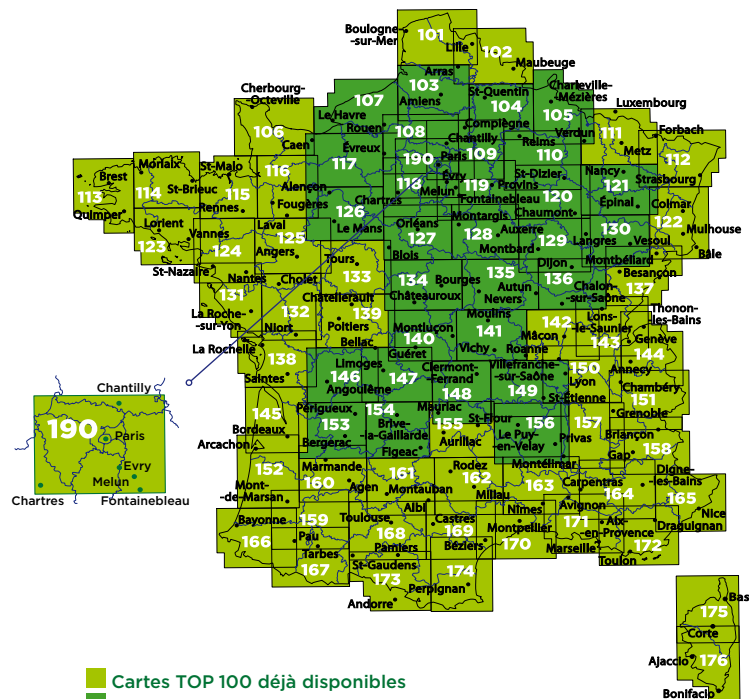 Boulogne-
-sur-Mer
101
Lille
102
Maubeuge
Arras
103
Amiens
St-Quentin
104
Charleville-
-Mézières
105
Cherbourg-
-Octeville
106
107
Le Havre
Rouen
108
Compiègne
Chantilly
Reims
Verdun
Luxembourg
111
Metz
Forbach
112
Caen
Évreux
117
190
Paris
109
110
St-Dizier
Nancy
Strasbourg
Brest
Morlaix
113
114
St-Brieuc
Quimper
St-Malo
115
116
Rennes
Fougères
Alençon
118
Évry
Melun
119
Provins
Fontainebleau
120
Chaumont
121
Épinal
Colmar
122
Mulhouse
Bâle
Chartres
126
Le Mans
Laval
Lorient
123
Vannes
124
125
Angers
Orléans
127
Montargis
128
Auxerre
Montbard
129
Langres
130
Vesoul
Montbéliard
Besançon
St-Nazaire
Nantes
Cholet
Tours
133
Blois
134
Bourges
135
Dijon
136
137
131
La Roche-
-sur-Yon
132
Niort
Châtellerault
139
Poitiers
Châteauroux
Autun
Nevers
Chalon-
-sur-Saône
Moulins
Thonon-
-les-Bains
La Rochelle
Bellac
Montluçon
140
Guéret
141
Vichy
142
Mâcon
Roanne
Lons-
-le-Saunier
143
Genève
144
Annecy
138
Saintes
Limoges
146
Angoulême
147
Clermont-
-Ferrand
148
Villefranche-
-sur-Saône
149
St-Étienne
150
Lyon
Chambéry
151
Grenoble
145
Bordeaux
Arcachon
Périgueux
153
Bergerac
154
Brive-
-la-Gaillarde
Figeac
Mauriac
155
Aurillac
St-Flour
156
Le Puy-
-en-Velay
157
Privas
Briançon
Gap
158
152
Mont-
-de-Marsan
Marmande
160
Agen
161
Montauban
Rodez
162
Millau
Montélimar
163
Carpentras
164
Digne-
-les-Bains
165
Nice
Bayonne
166
159
Pau
Tarbes
167
Toulouse
168
Albi
Castres
169
Béziers
Nîmes
Montpellier
170
Avignon
171
Aix-
-en-Provence
Draguignan
172
Marseille
Toulon
Pamiers
St-Gaudens
173
Andorre
174
Perpignan
175
Bas
Corte
Ajaccio
176
Bonifacio
Chantilly
190
Paris
Evry
Melun
Chartres
Fontainebleau
Cartes TOP 100 déjà disponibles